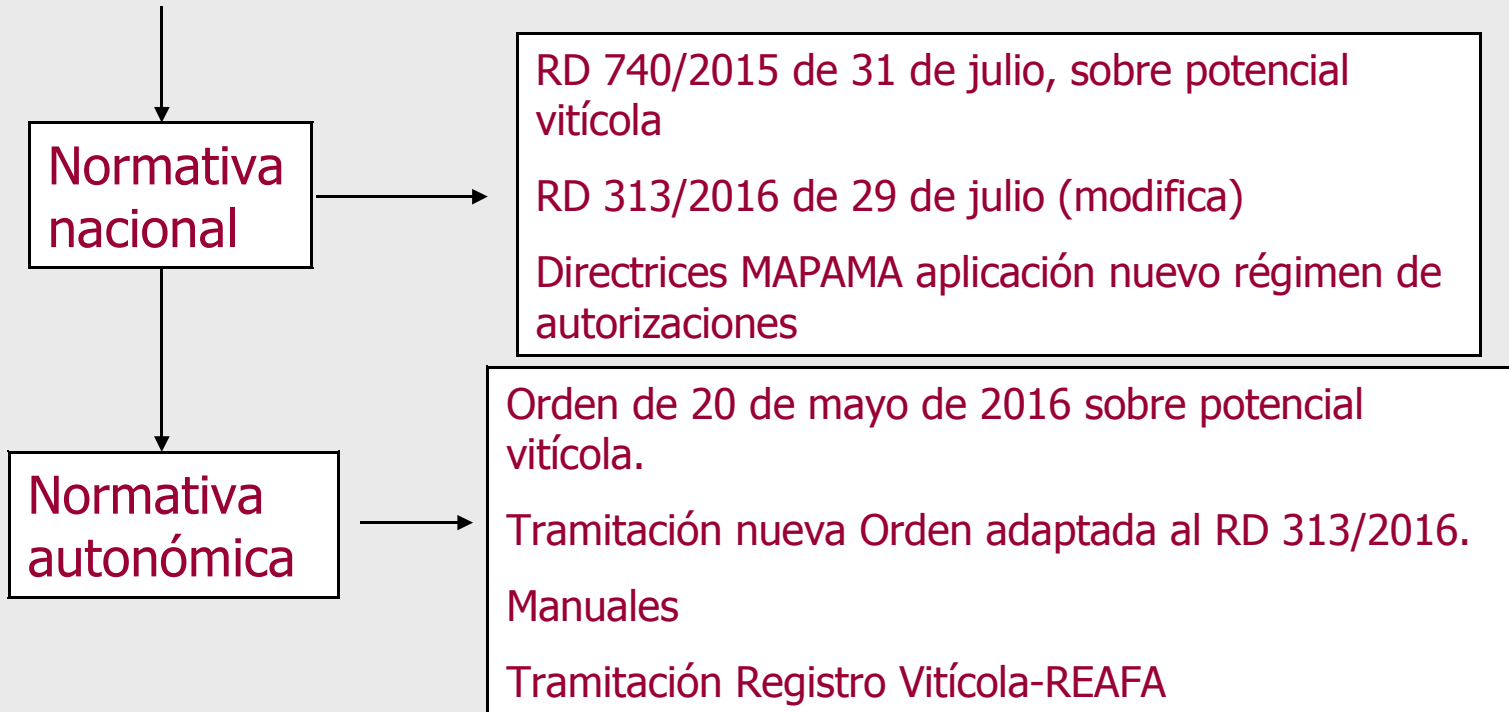 Normativa
nacional
RD 740/2015 de 31 de julio, sobre potencial
vitícola
RD 313/2016 de 29 de julio (modifica)
Directrices MAPAMA aplicación nuevo régimen de
autorizaciones
Normativa
autonómica
Orden de 20 de mayo de 2016 sobre potencial
vitícola.
Tramitación nueva Orden adaptada al RD 313/2016.
Manuales
Tramitación Registro Vitícola-REAFA